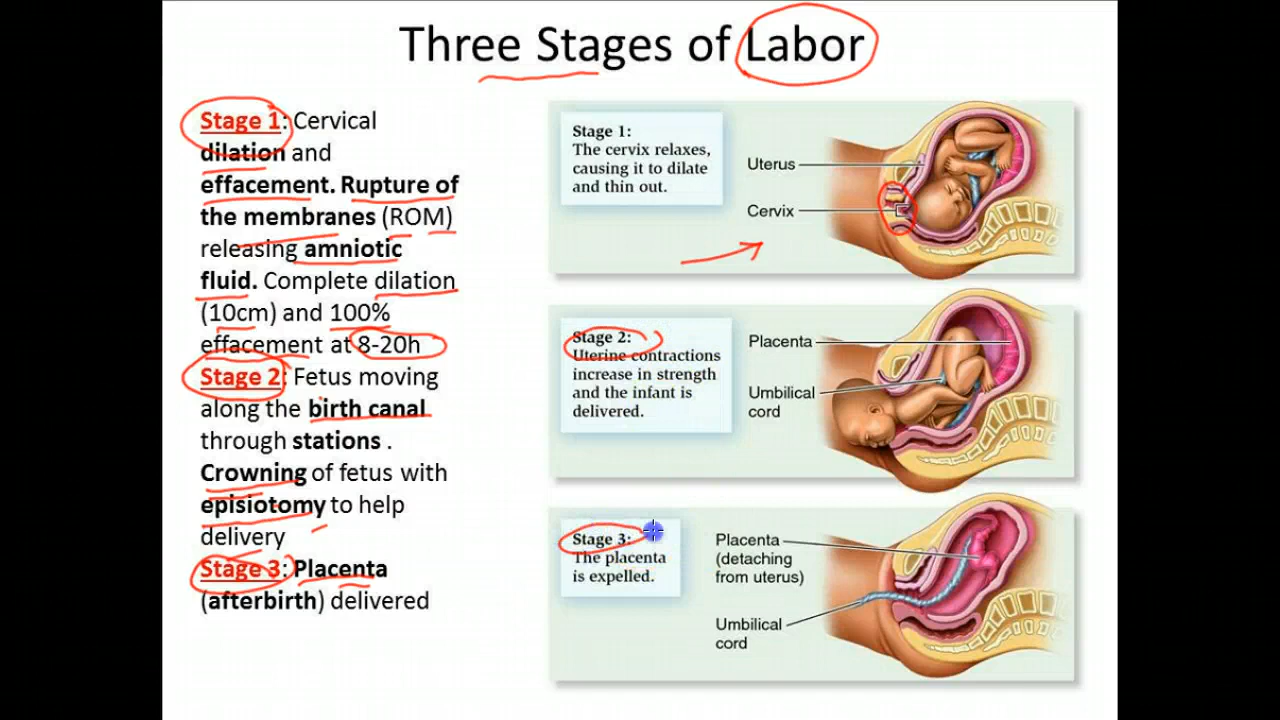 Three Stages of Labor
Stage 1: Cervical
dilation and
effacement. Rupture of
the membranes (ROM)
releasing amniotic
fluid. Complete dilation
(10cm) and 100%
effacement at 8-20h
Stage 2: Fetus moving
along the birth canal
through stations .
Crowning of fetus with
episiotomy to help
delivery
Stage 3: Placenta
(afterbirth) delivered
Stage 1:
The cervix relaxes,
causing it to dilate
and thin out.
Uterus
Cervix
Stage 2:
Uterine contractions
increase in strength
and the infant is
delivered.
Placenta
Umbilical
cord
Stage 3:
The placenta
is expelled.
Placenta
(detaching
from uterus)
Umbilical
cord